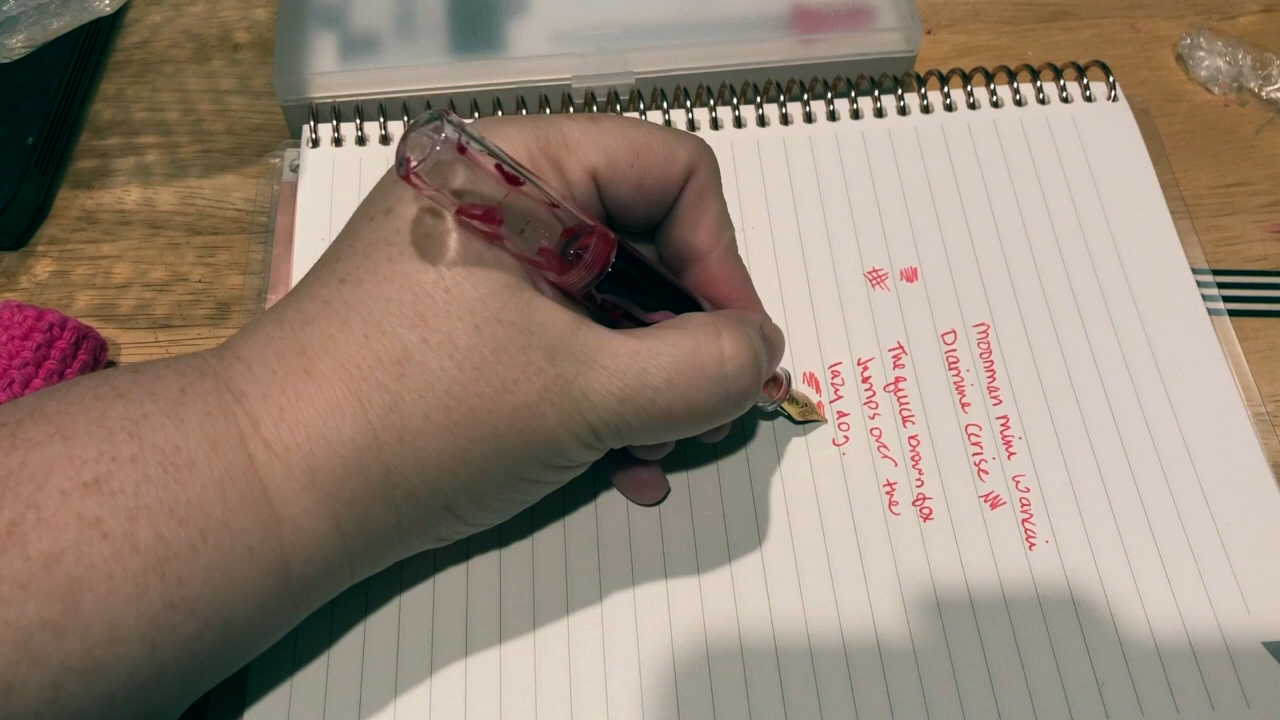 moonman mini wancai
Diamine Cerise
The quick brown fox
jumps over the
lazy dog.